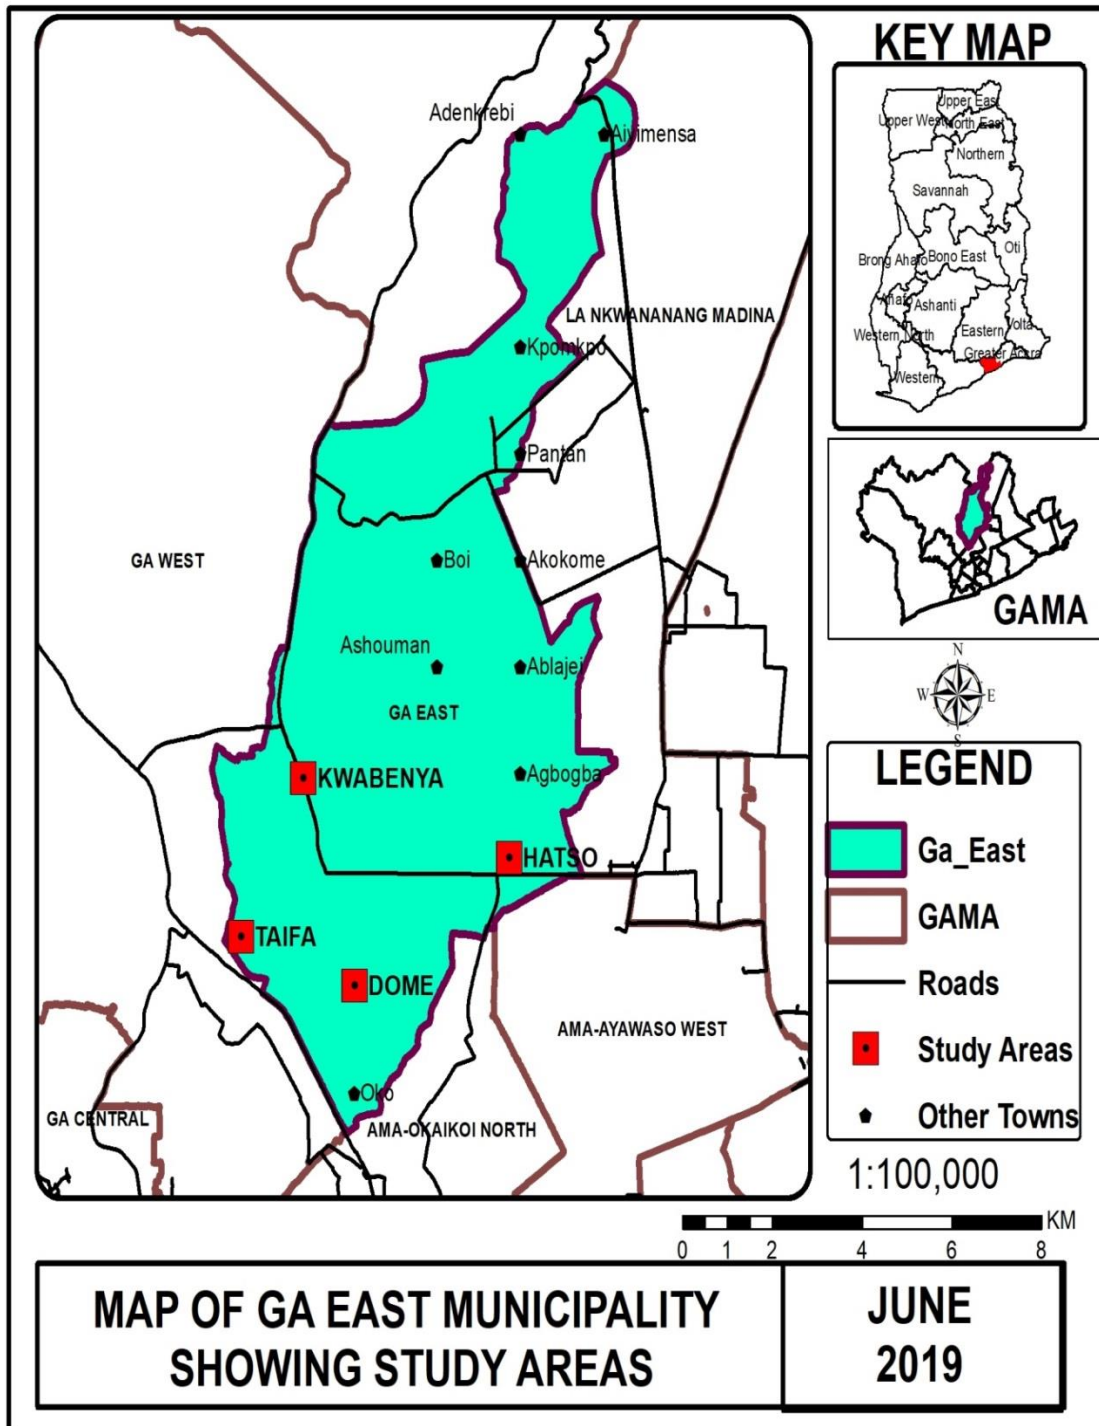 KEY MAP
Upper East
Upper West
North East
Northern
Savannah
Oti
Brong Ahafo
Bono East
Ahafo
Ashanti
Volta
Eastern
Western North
Greater Accra
Western
Adenkrebi
Aiyimensa
LA NKWANANANG MADINA
Kpomkpo
Pantan
GA WEST
Boi
Akokome
Ashouman
Ablajei
GA EAST
KWABENYA
Agbogba
HATSO
TAIFA
DOME
AMA-AYAWASO WEST
Oko
GA CENTRAL
AMA-OKAIKOI NORTH
GAMA
N
W
E
S
LEGEND
Ga_East
GAMA
Roads
Study Areas
Other Towns
1:100,000
KM
0 1 2 4 6 8
MAP OF GA EAST MUNICIPALITY
SHOWING STUDY AREAS
JUNE
2019